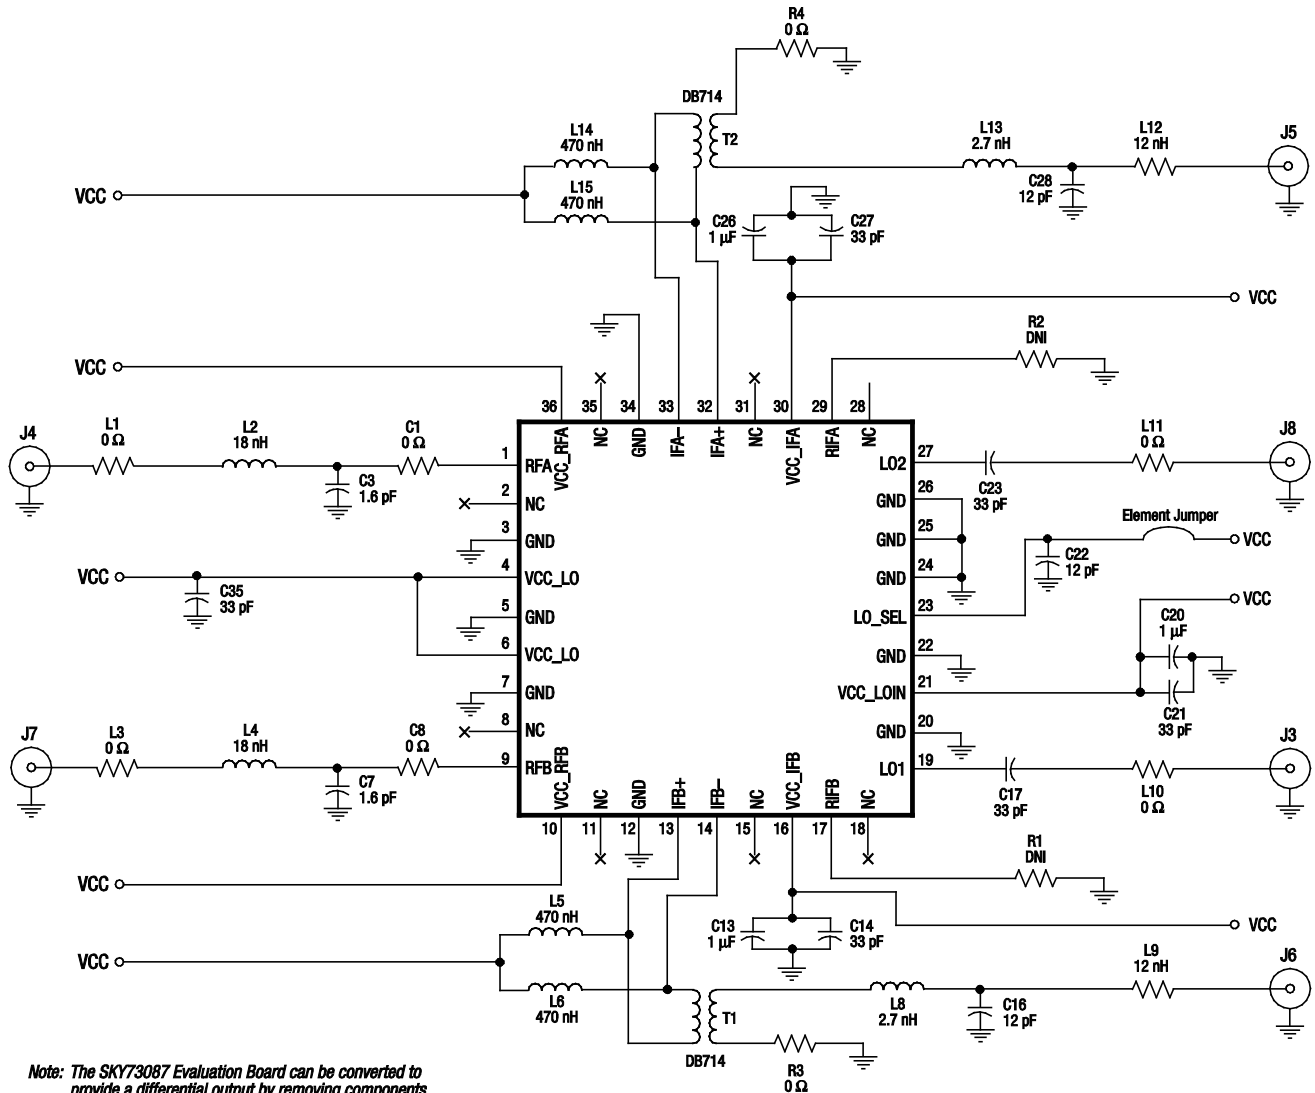 R4
0 Ω
DB714
T2
L14
470 nH
L15
470 nH
L13
2.7 nH
L12
12 nH
J5
C28
12 pF
VCC
C26
1 µF
C27
33 pF
VCC
R2
DNI
VCC
36
35
34
33
32
31
30
29
28
VCC_RFA
NC
GND
IFA–
IFA+
NC
VCC_IFA
RIFA
NC
J4
L1
0 Ω
L2
18 nH
C1
0 Ω
C3
1.6 pF
1
RFA
2
NC
3
GND
4
VCC_LO
5
GND
6
VCC_LO
7
GND
8
NC
9
RFB
VCC
C35
33 pF
J7
L3
0 Ω
L4
18 nH
C8
0 Ω
C7
1.6 pF
LO2
27
GND
26
GND
25
GND
24
LO_SEL
23
GND
22
VCC_LOIN
21
GND
20
LO1
19
C23
33 pF
L11
0 Ω
J8
Element Jumper
VCC
C22
12 pF
VCC
C20
1 µF
C21
33 pF
C17
33 pF
L10
0 Ω
J3
VCC_RFB
NC
GND
IFB+
IFB–
NC
VCC_IFB
RIFB
NC
10
11
12
13
14
15
16
17
18
R1
DNI
VCC
L5
470 nH
VCC
L6
470 nH
C13
1 µF
C14
33 pF
VCC
L9
12 nH
J6
T1
DB714
L8
2.7 nH
C16
12 pF
R3
0 Ω
Note: The SKY73087 Evaluation Board can be converted to
provide a differential output by removing components